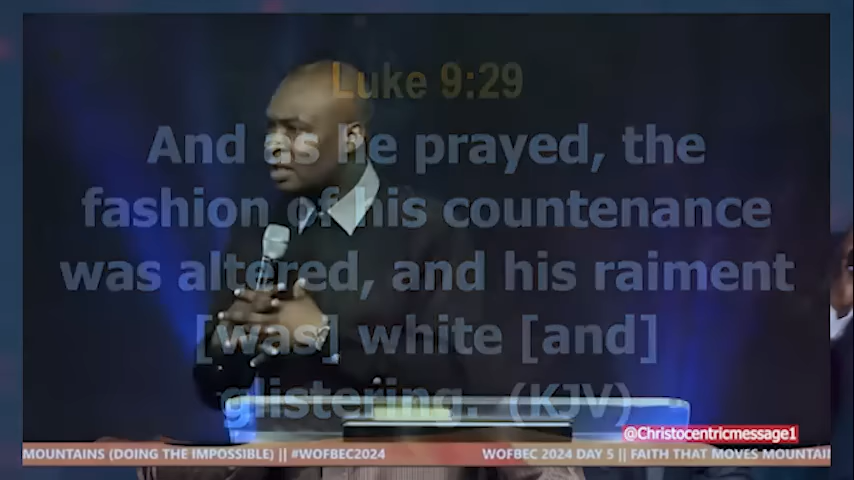 Luke 9:29
And as he prayed, the
fashion of his countenance
was altered, and his raiment
[was] white [and]
glistering. (KJV)
@Christocentricmessage1
MOUNTAINS (DOING THE IMPOSSIBLE) || #WOFBEC2024 WOFBEC 2024 DAY 5 || FAITH THAT MOVES MOUNTAI